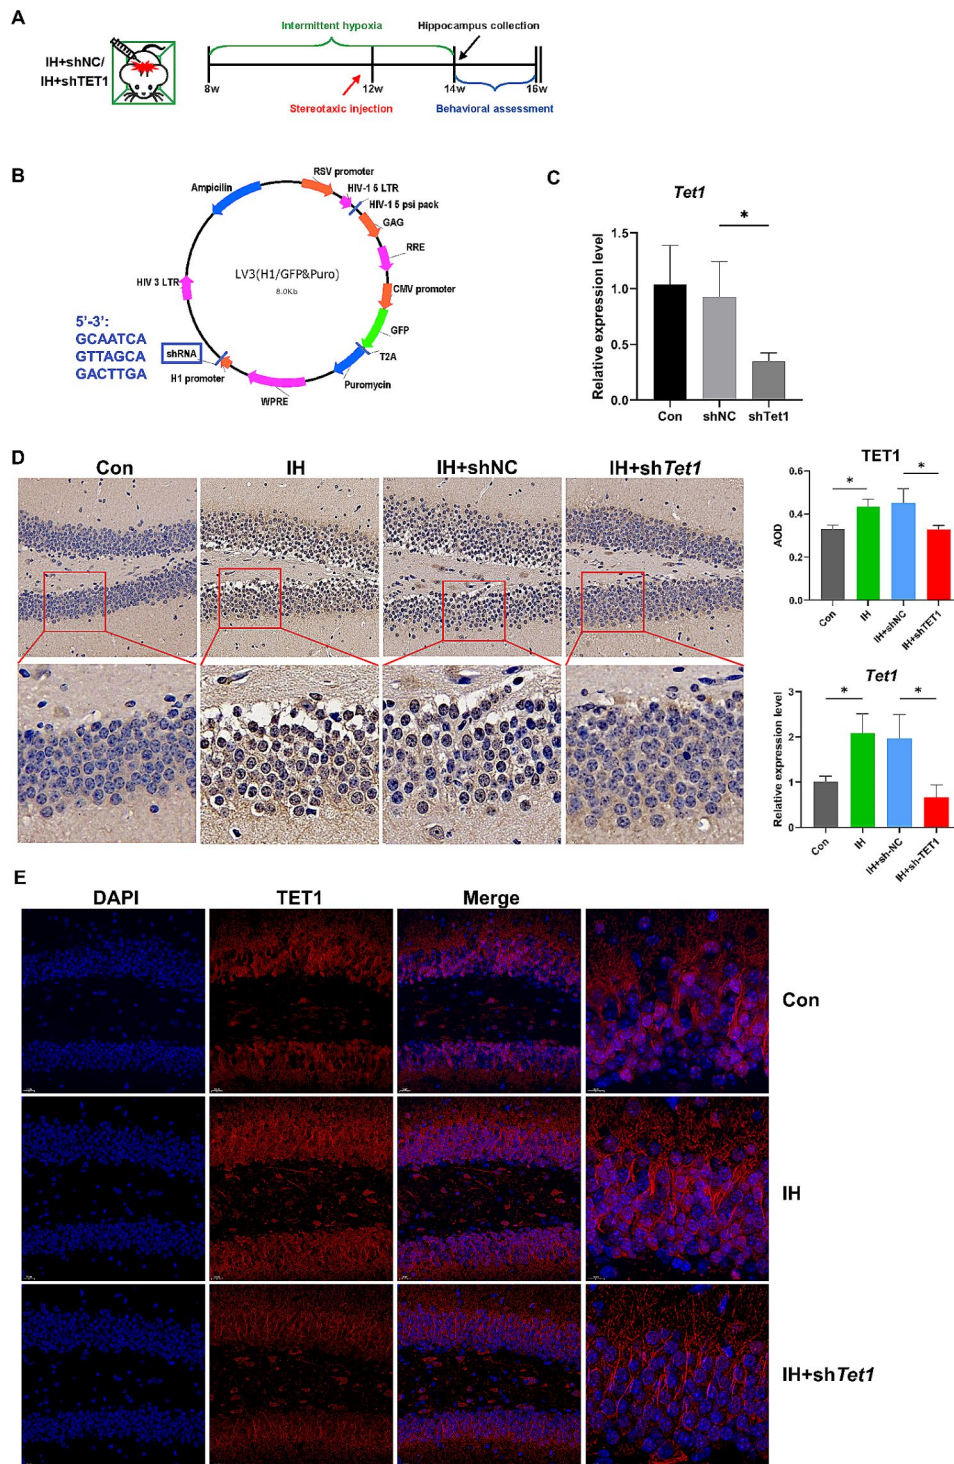 A
IH+shNC/
IH+shTET1
Intermittent hypoxia
Hippocampus collection
8w
12w
14w
16w
Stereotaxic injection
Behavioral assessment
B
RSV promoter
HIV-1 5 LTR
HIV-1 5 psi pack
GAG
RRE
CMV promoter
GFP
T2A
Puromycin
WPRE
H1 promoter
shRNA
HIV 3 LTR
Ampicilin
LV3(H1/GFP&Puro)
8.0Kb
5'-3':
GCAATCA
GTTAGCA
GACTTGA
C
Tet1
*
Relative expression level
1.5
1.0
0.5
0.0
Con
shNC
shTet1
D
Con
IH
IH+shNC
IH+shTet1
TET1
*
*
AOD
0.6
0.4
0.2
0.0
Con
IH
IH+shNC
IH+shTET1
Tet1
*
*
Relative expression level
3
2
1
0
Con
IH
IH+sh-NC
IH+sh-TET1
E
DAPI
TET1
Merge
Con
IH
IH+shTet1